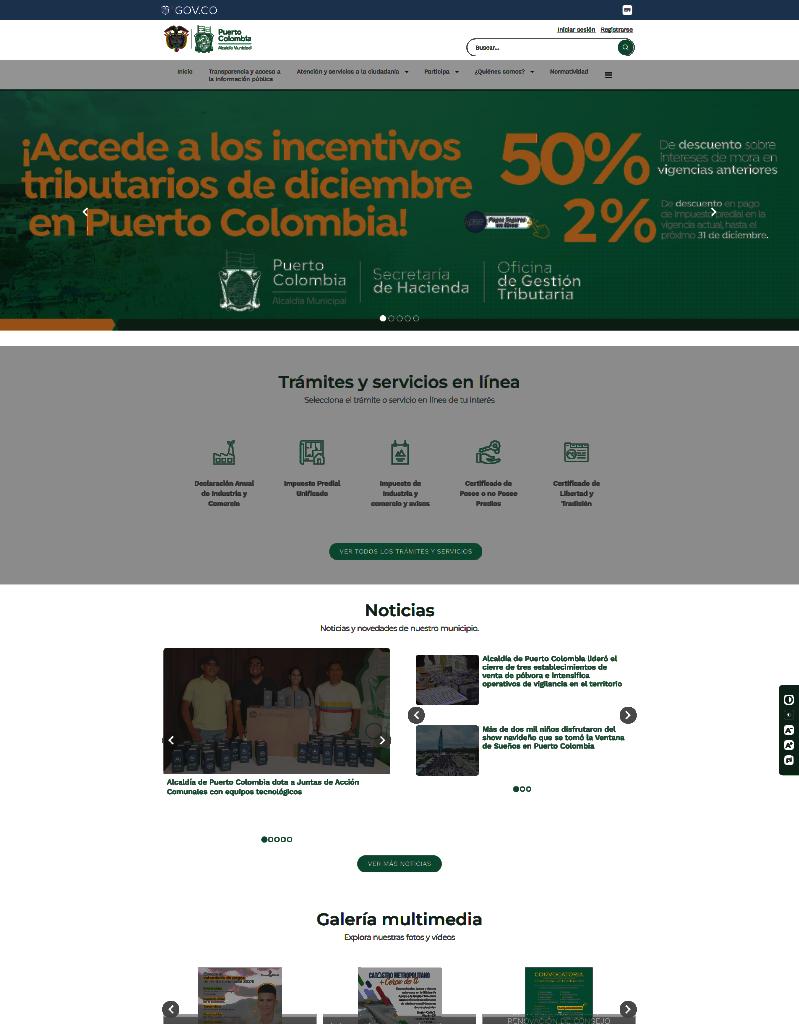 GOV.CO
EN
Puerto
Colombia
Alcaldía Municipal
Iniciar sesión Registrarse
Buscar...
Inicio
Transparencia y acceso a
la información pública
Atención y servicios a la ciudadanía
Participa
¿Quiénes somos?
Normatividad
¡Accede a los incentivos
tributarios de diciembre
en Puerto Colombia!
50%
De descuento sobre
intereses de mora en
vigencias anteriores
Pagos Seguros
en línea
2%
De descuento en pago
de impuesto predial en la
vigencia actual, hasta el
próximo 31 de diciembre.
Puerto
Colombia
Alcaldía Municipal
Secretaría
de Hacienda
Oficina
de Gestión
Tributaria
Trámites y servicios en línea
Selecciona el trámite o servicio en línea de tu interés
Declaración Anual
de Industria y
Comercio
Impuesto Predial
Unificado
Impuesto de
Industria y
comercio y avisos
Certificado de
Posee o no Posee
Predios
Certificado de
Libertad y
Tradición
VER TODOS LOS TRÁMITES Y SERVICIOS
Noticias
Noticias y novedades de nuestro municipio.
Alcaldía de Puerto Colombia dota a Juntas de Acción
Comunales con equipos tecnológicos
Alcaldía de Puerto Colombia lideró el
cierre de tres establecimientos de
venta de pólvora e intensifica
operativos de vigilancia en el territorio
Más de dos mil niños disfrutaron del
show navideño que se tomó la Ventana
de Sueños en Puerto Colombia
VER MÁS NOTICIAS
Galería multimedia
Explora nuestras fotos y vídeos
CATASTRO METROPOLITANO
+Cerca de ti
CONVOCATORIA
RENOVACIÓN DE CONSEJO